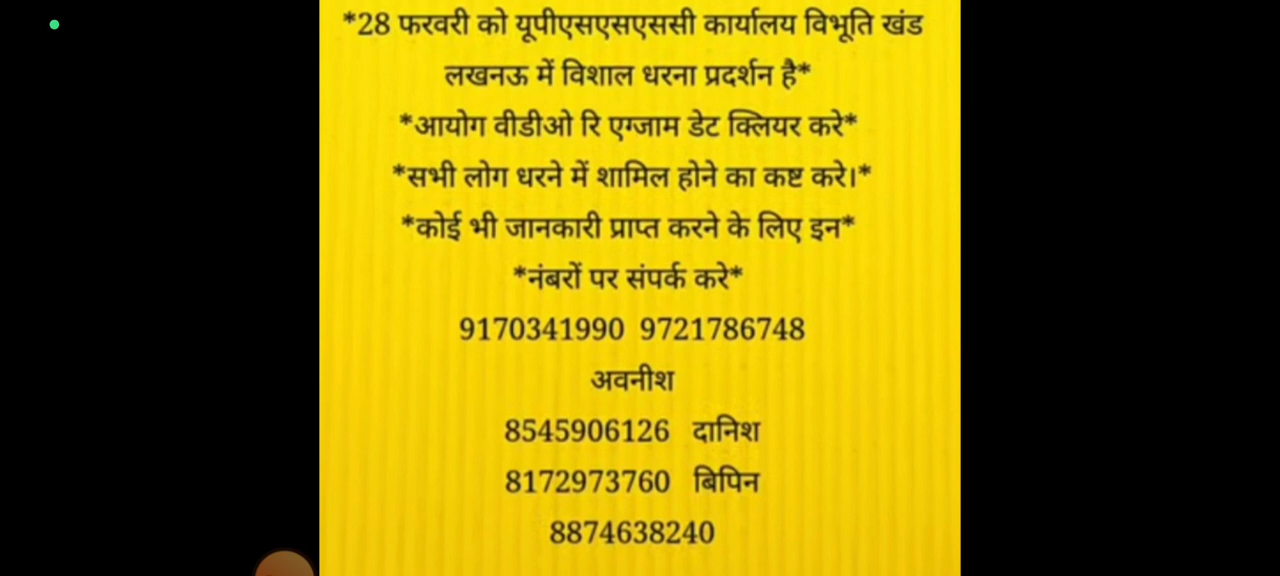 *28 फरवरी को यूपीएसएसएससी कार्यालय विभूति खंड
लखनऊ में विशाल धरना प्रदर्शन है*
*आयोग वीडीओ रि एग्जाम डेट क्लियर करे*
*सभी लोग धरने में शामिल होने का कष्ट करे।*
*कोई भी जानकारी प्राप्त करने के लिए इन*
*नंबरों पर संपर्क करे*
9170341990 9721786748
अवनीश
8545906126 दानिश
8172973760 बिपिन
8874638240